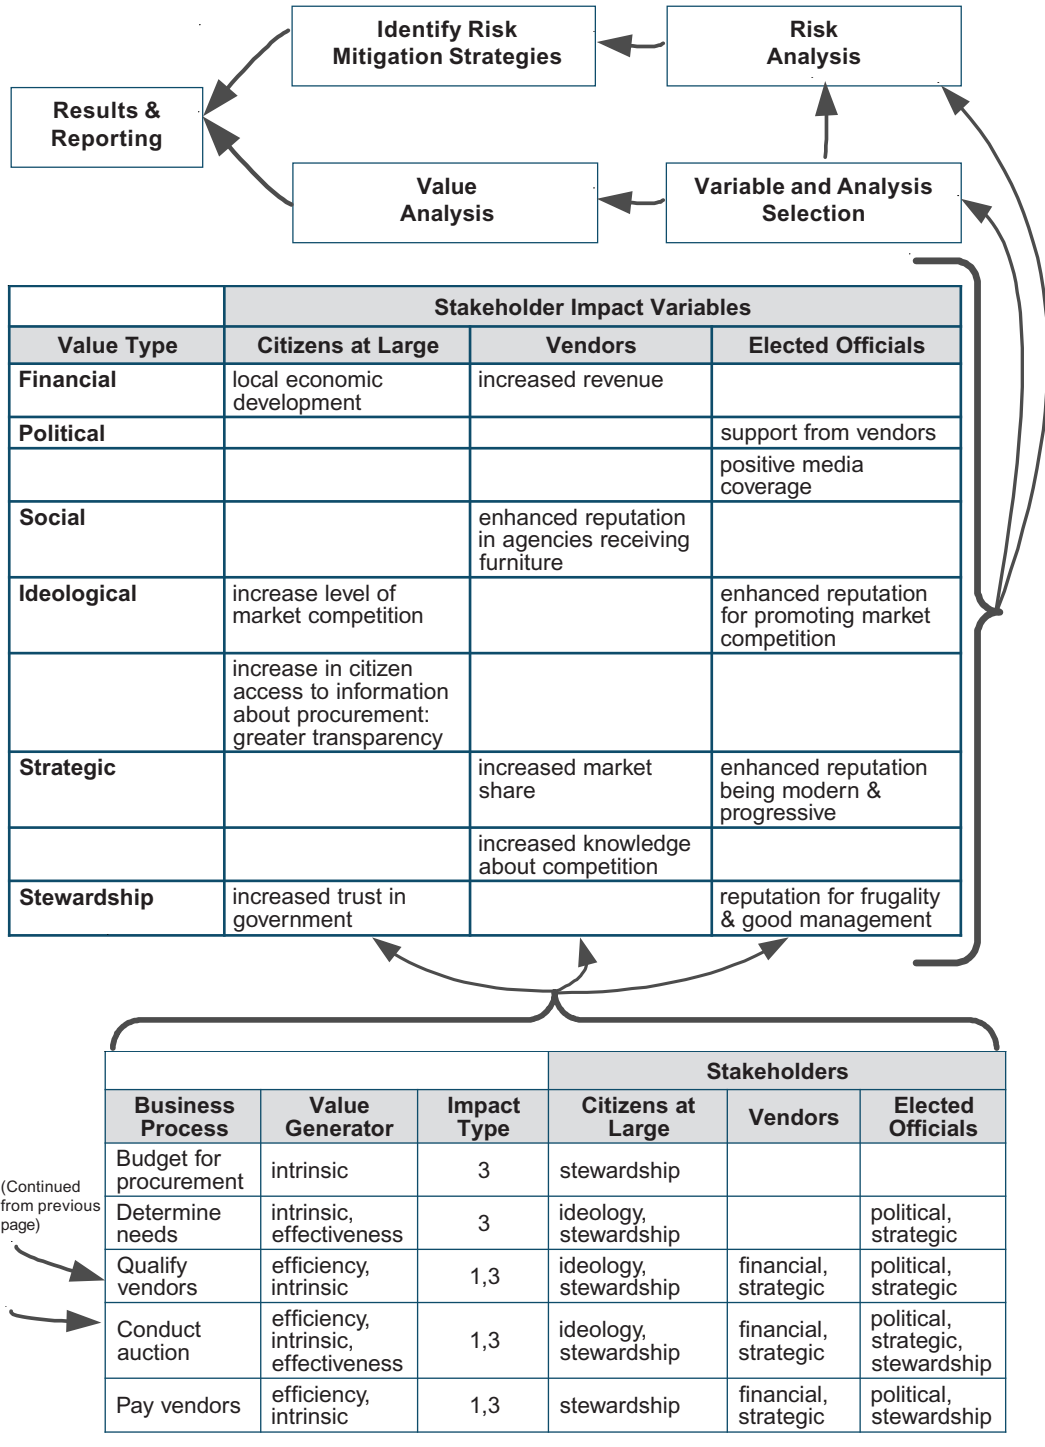 Identify Risk
Mitigation Strategies
Risk
Analysis
Results &
Reporting
Value
Analysis
Variable and Analysis
Selection
Stakeholder Impact Variables
Value Type
Citizens at Large
Vendors
Elected Officials
Financial
local economic
development
increased revenue
Political
support from vendors
positive media
coverage
Social
enhanced reputation
in agencies receiving
furniture
Ideological
increase level of
market competition
enhanced reputation
for promoting market
competition
increase in citizen
access to information
about procurement:
greater transparency
Strategic
increased market
share
enhanced reputation
being modern &
progressive
increased knowledge
about competition
Stewardship
increased trust in
government
reputation for frugality
& good management
Stakeholders
Business
Process
Value
Generator
Impact
Type
Citizens at
Large
Vendors
Elected
Officials
Budget for
procurement
intrinsic
3
stewardship
(Continued
from previous
page)
Determine
needs
intrinsic,
effectiveness
3
ideology,
stewardship
political,
strategic
Qualify
vendors
efficiency,
intrinsic
1,3
ideology,
stewardship
financial,
strategic
political,
strategic
Conduct
auction
efficiency,
intrinsic,
effectiveness
1,3
ideology,
stewardship
financial,
strategic
political,
strategic,
stewardship
Pay vendors
efficiency,
intrinsic
1,3
stewardship
financial,
strategic
political,
stewardship